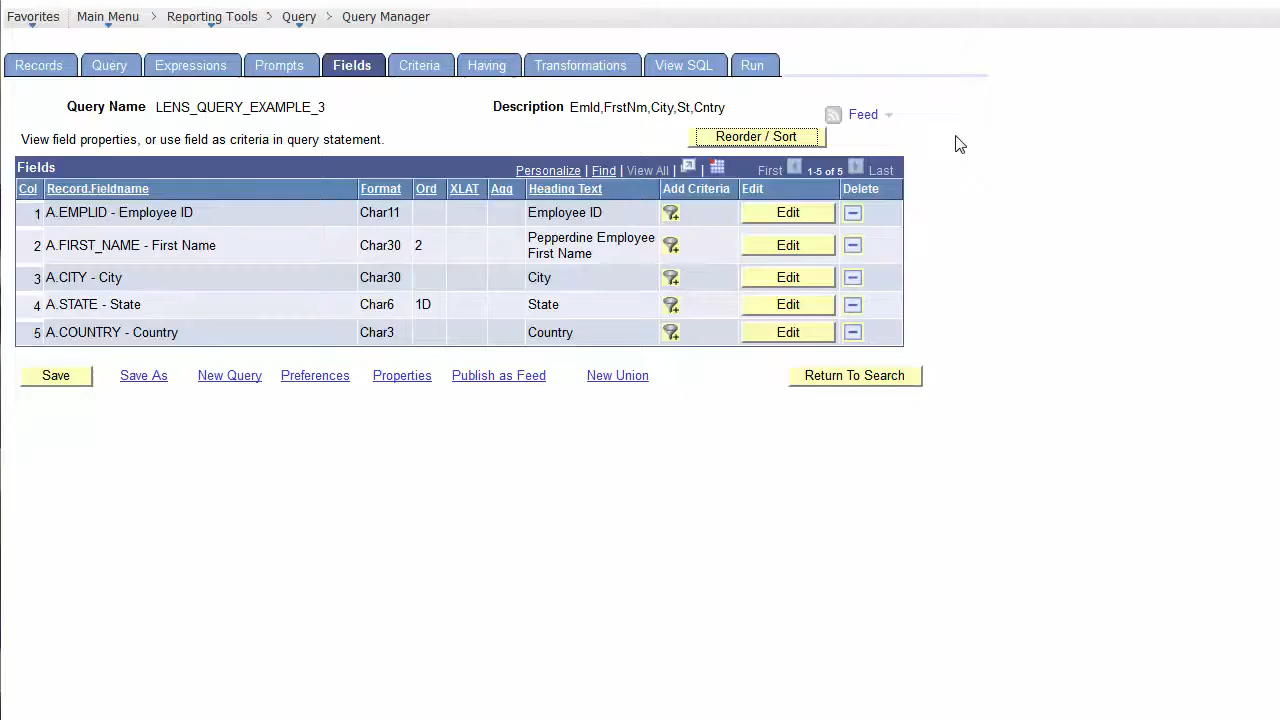 Favorites Main Menu > Reporting Tools > Query > Query Manager
Records Query Expressions Prompts Fields Criteria Having Transformations View SQL Run
Query Name LENS_QUERY_EXAMPLE_3 Description EmId,FrstNm,City,St,Cntry
Feed
View field properties, or use field as criteria in query statement. Reorder / Sort
Fields Personalize | Find | View All | | First 1-5 of 5 Last
Col Record.Fieldname Format Ord XLAT Agg Heading Text Add Criteria Edit Delete
1 A.EMPLID - Employee ID Char11 Employee ID Edit
2 A.FIRST_NAME - First Name Char30 2 Pepperdine Employee First Name Edit
3 A.CITY - City Char30 City Edit
4 A.STATE - State Char6 1D State Edit
5 A.COUNTRY - Country Char3 Country Edit
Save Save As New Query Preferences Properties Publish as Feed New Union Return To Search